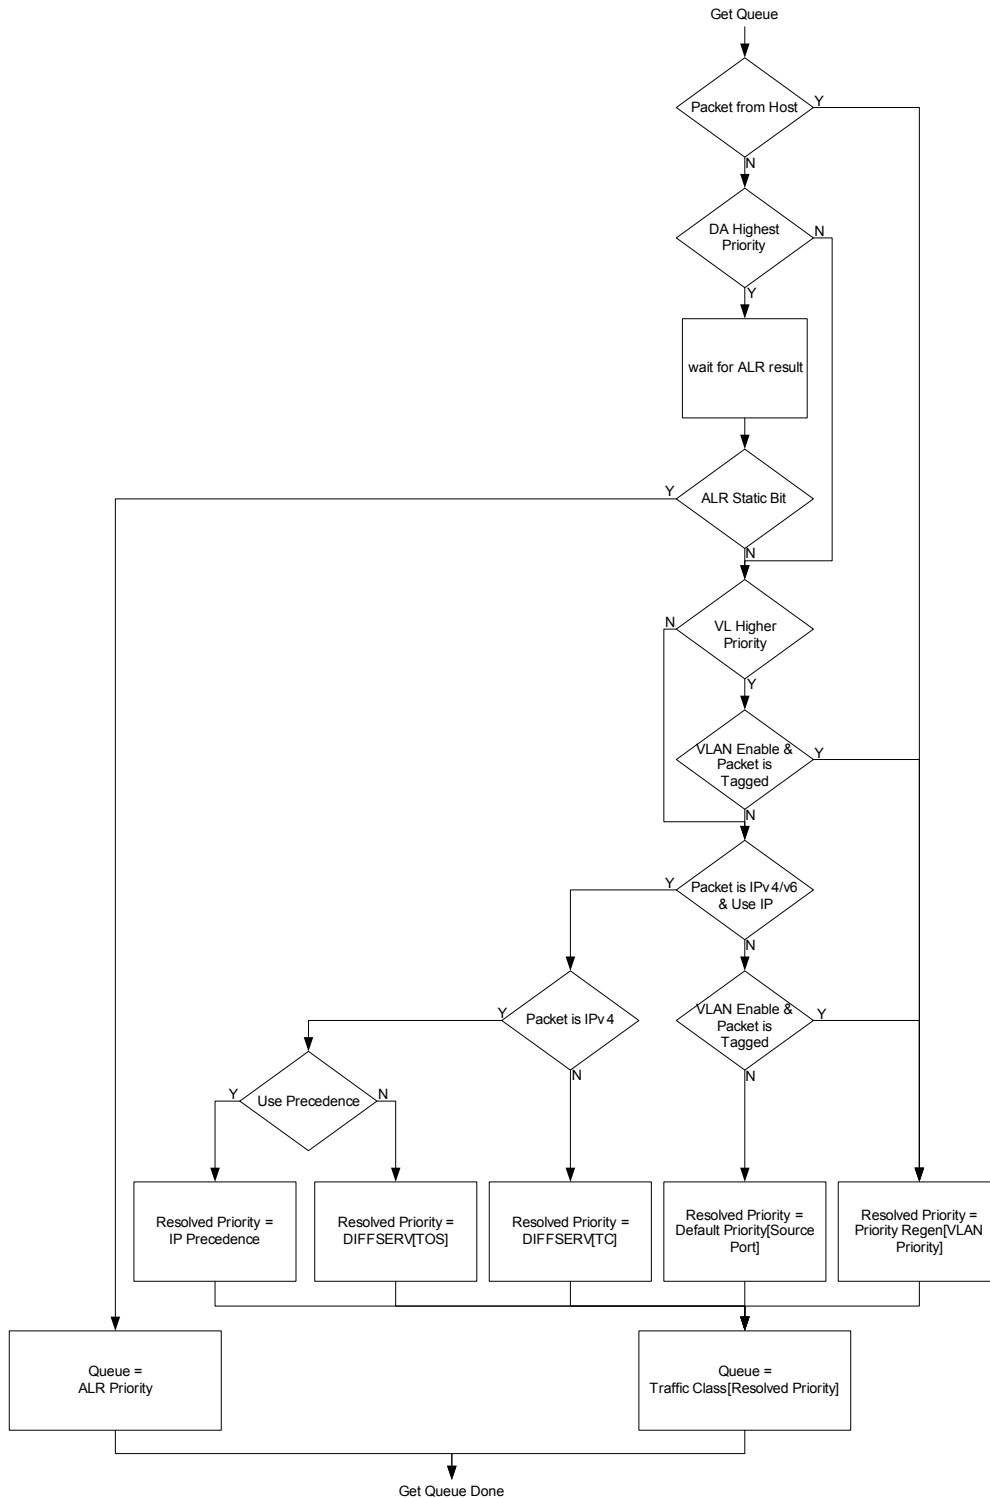 Get Queue
Packet from Host
Y
N
DA Highest
Priority
N
Y
wait for ALR result
Y
ALR Static Bit
N
N
VL Higher
Priority
Y
VLAN Enable &
Packet is
Tagged
Y
N
Y
Packet is IPv4/v6
& Use IP
N
Y
Packet is IPv4
VLAN Enable &
Packet is
Tagged
Y
N
N
Y
Use Precedence
N
Resolved Priority =
IP Precedence
Resolved Priority =
DIFFSERV[TOS]
Resolved Priority =
DIFFSERV[TC]
Resolved Priority =
Default Priority[Source
Port]
Resolved Priority =
Priority Regen[VLAN
Priority]
Queue =
ALR Priority
Queue =
Traffic Class[Resolved Priority]
Get Queue Done